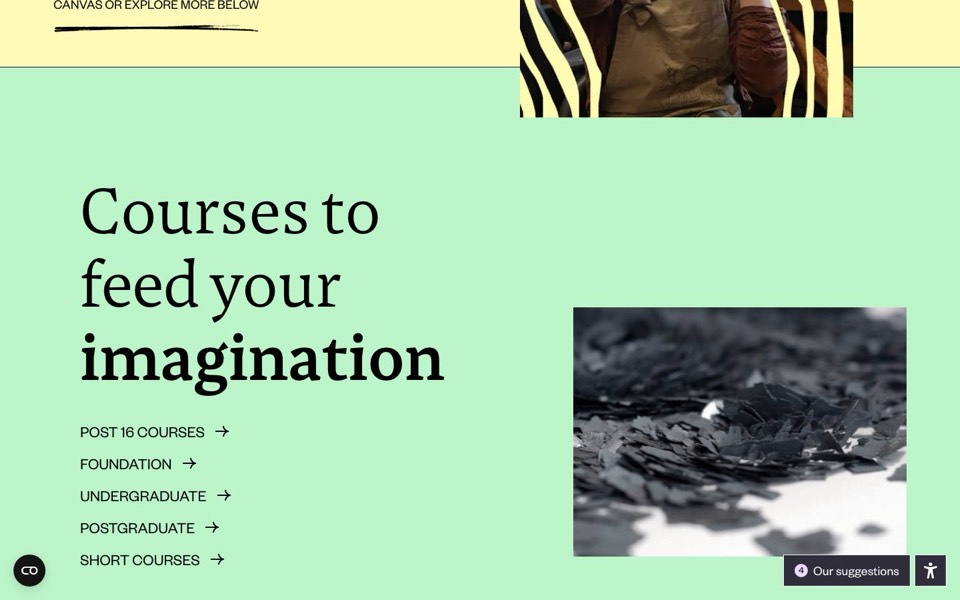 CANVAS OR EXPLORE MORE BELOW
Courses to
feed your
imagination
POST 16 COURSES
FOUNDATION
UNDERGRADUATE
POSTGRADUATE
SHORT COURSES
4 Our suggestions